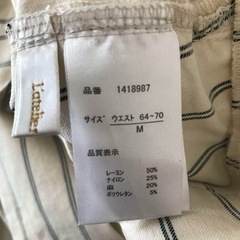 品番 1418987
サイズ ウエスト 64-70
M
品質表示
レーヨン 50%
ナイロン 25%
麻 20%
ポリウレタン 5%